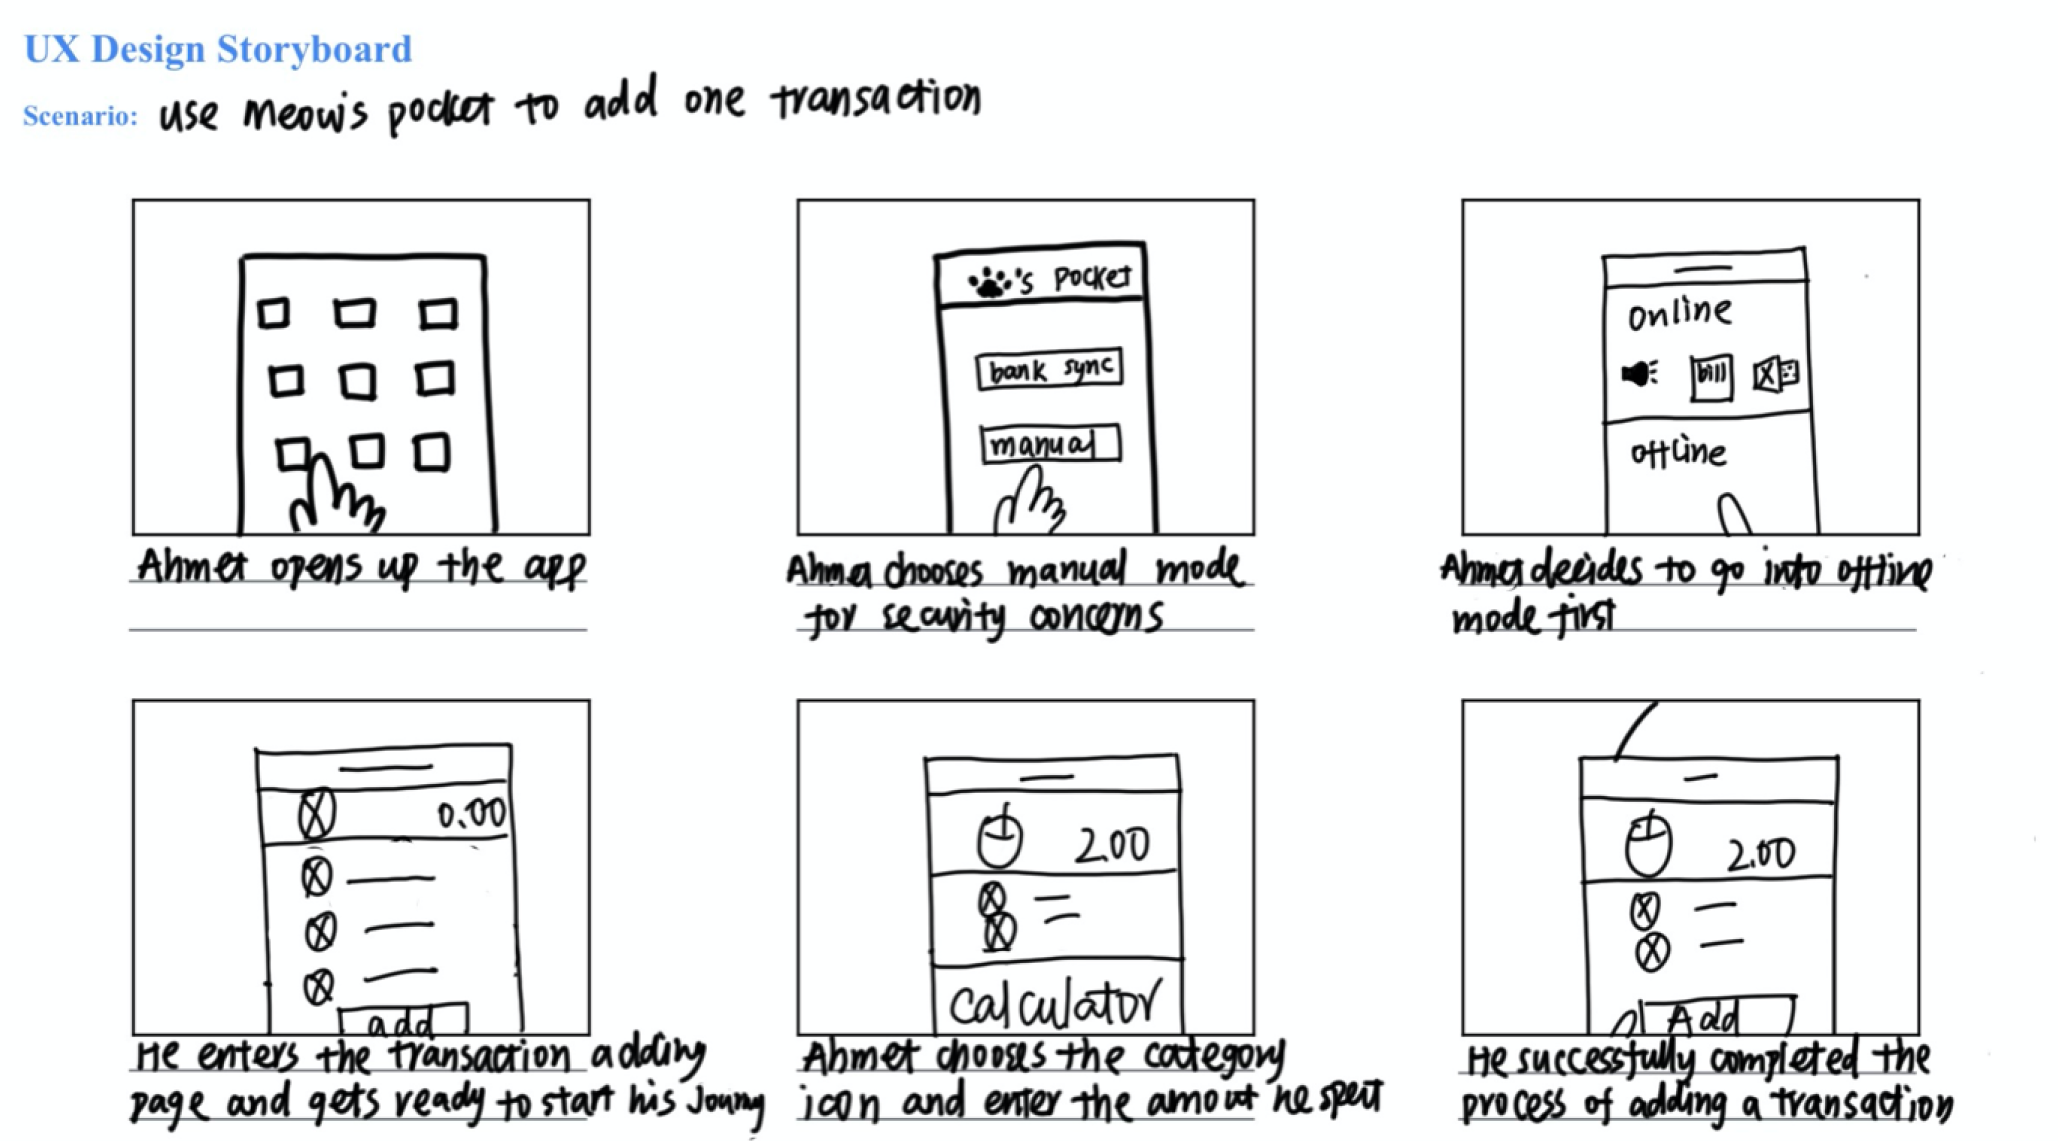 UX Design Storyboard
Scenario: use Meow's pocket to add one transaction
's Pocket
bank sync
manual
online
bill
offline
Ahmet opens up the app
Ahmet chooses manual mode
for security concerns
Ahmet decides to go into offline
mode first
0.00
add
2.00
calculator
2.00
Add
He enters the transaction adding
page and gets ready to start his
Ahmet chooses the category
icon and enter the amout he spent
He successfully completed the
process of adding a transaction